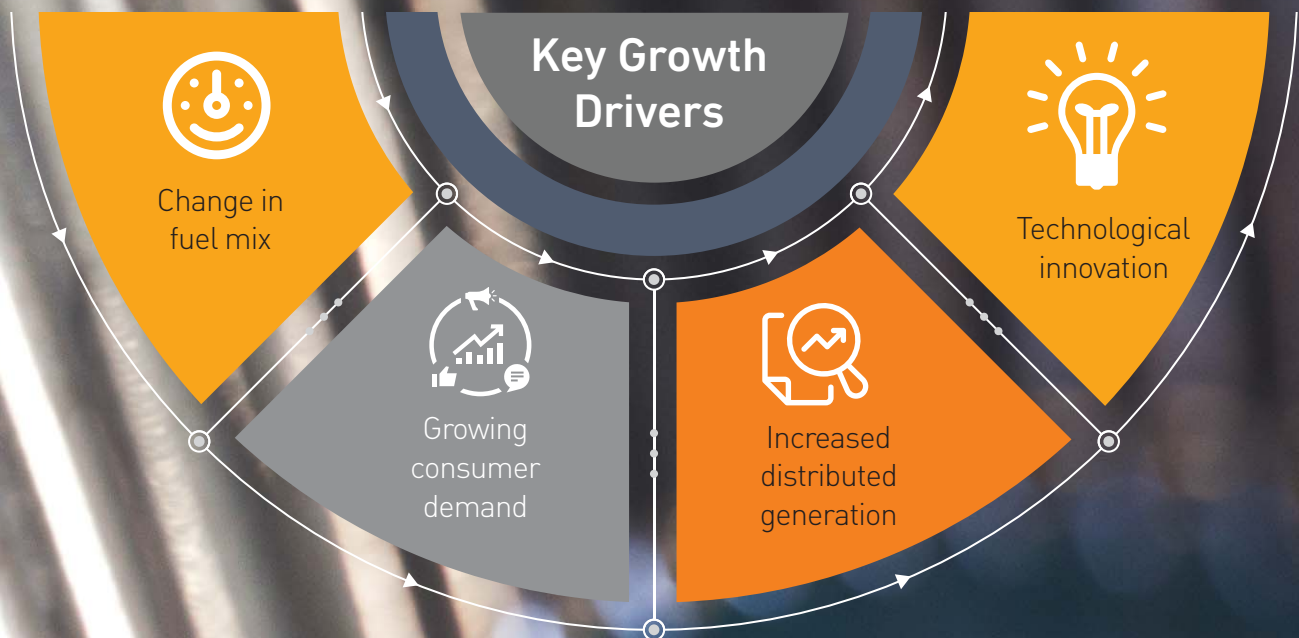 Key Growth
Drivers
Change in
fuel mix
Growing
consumer
demand
Increased
distributed
generation
Technological
innovation